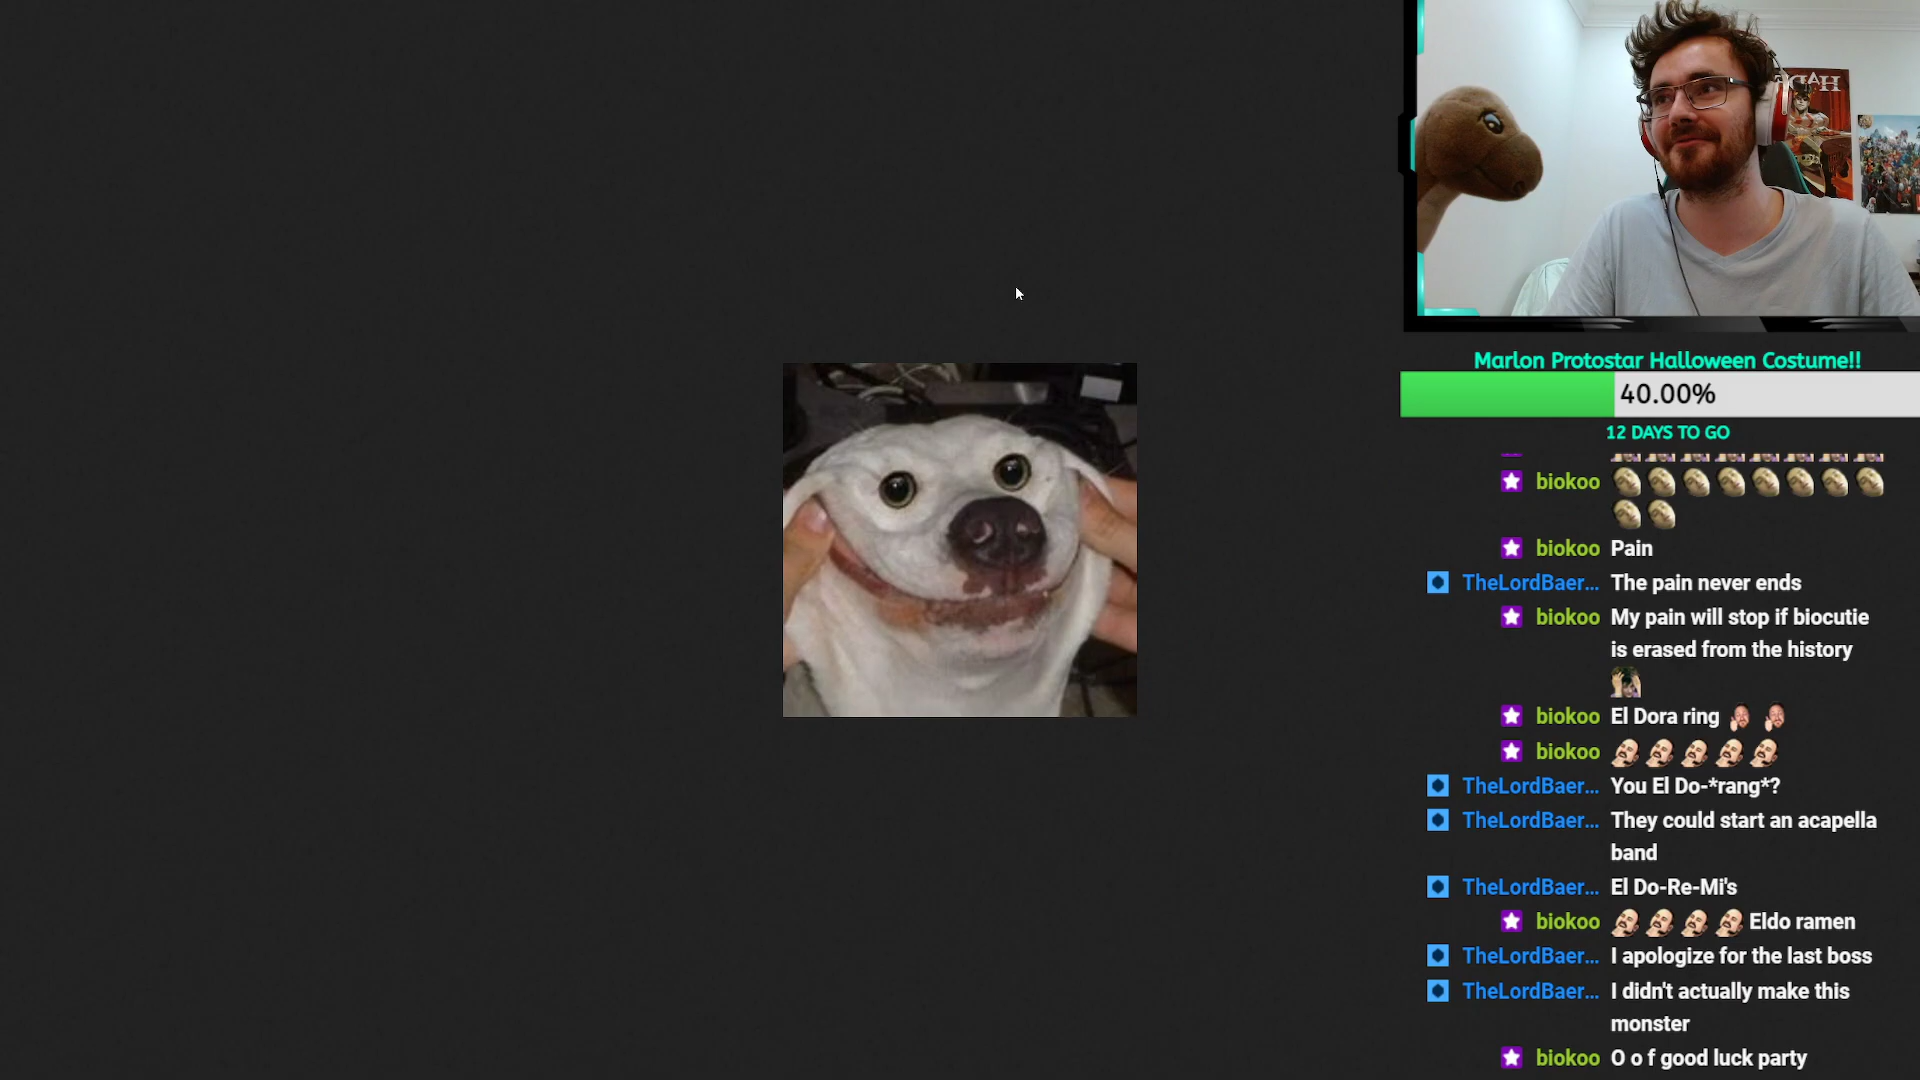 HADE
Marlon Protostar Halloween Costume!!
40.00%
12 DAYS TO GO
biokoo
biokoo Pain
TheLordBaer... The pain never ends
biokoo My pain will stop if biocutie
is erased from the history
biokoo El Dora ring
biokoo
TheLordBaer... You El Do-*rang*?
TheLordBaer... They could start an acapella
band
TheLordBaer... El Do-Re-Mi's
biokoo Eldo ramen
TheLordBaer... I apologize for the last boss
TheLordBaer... I didn't actually make this
monster
biokoo O o f good luck party